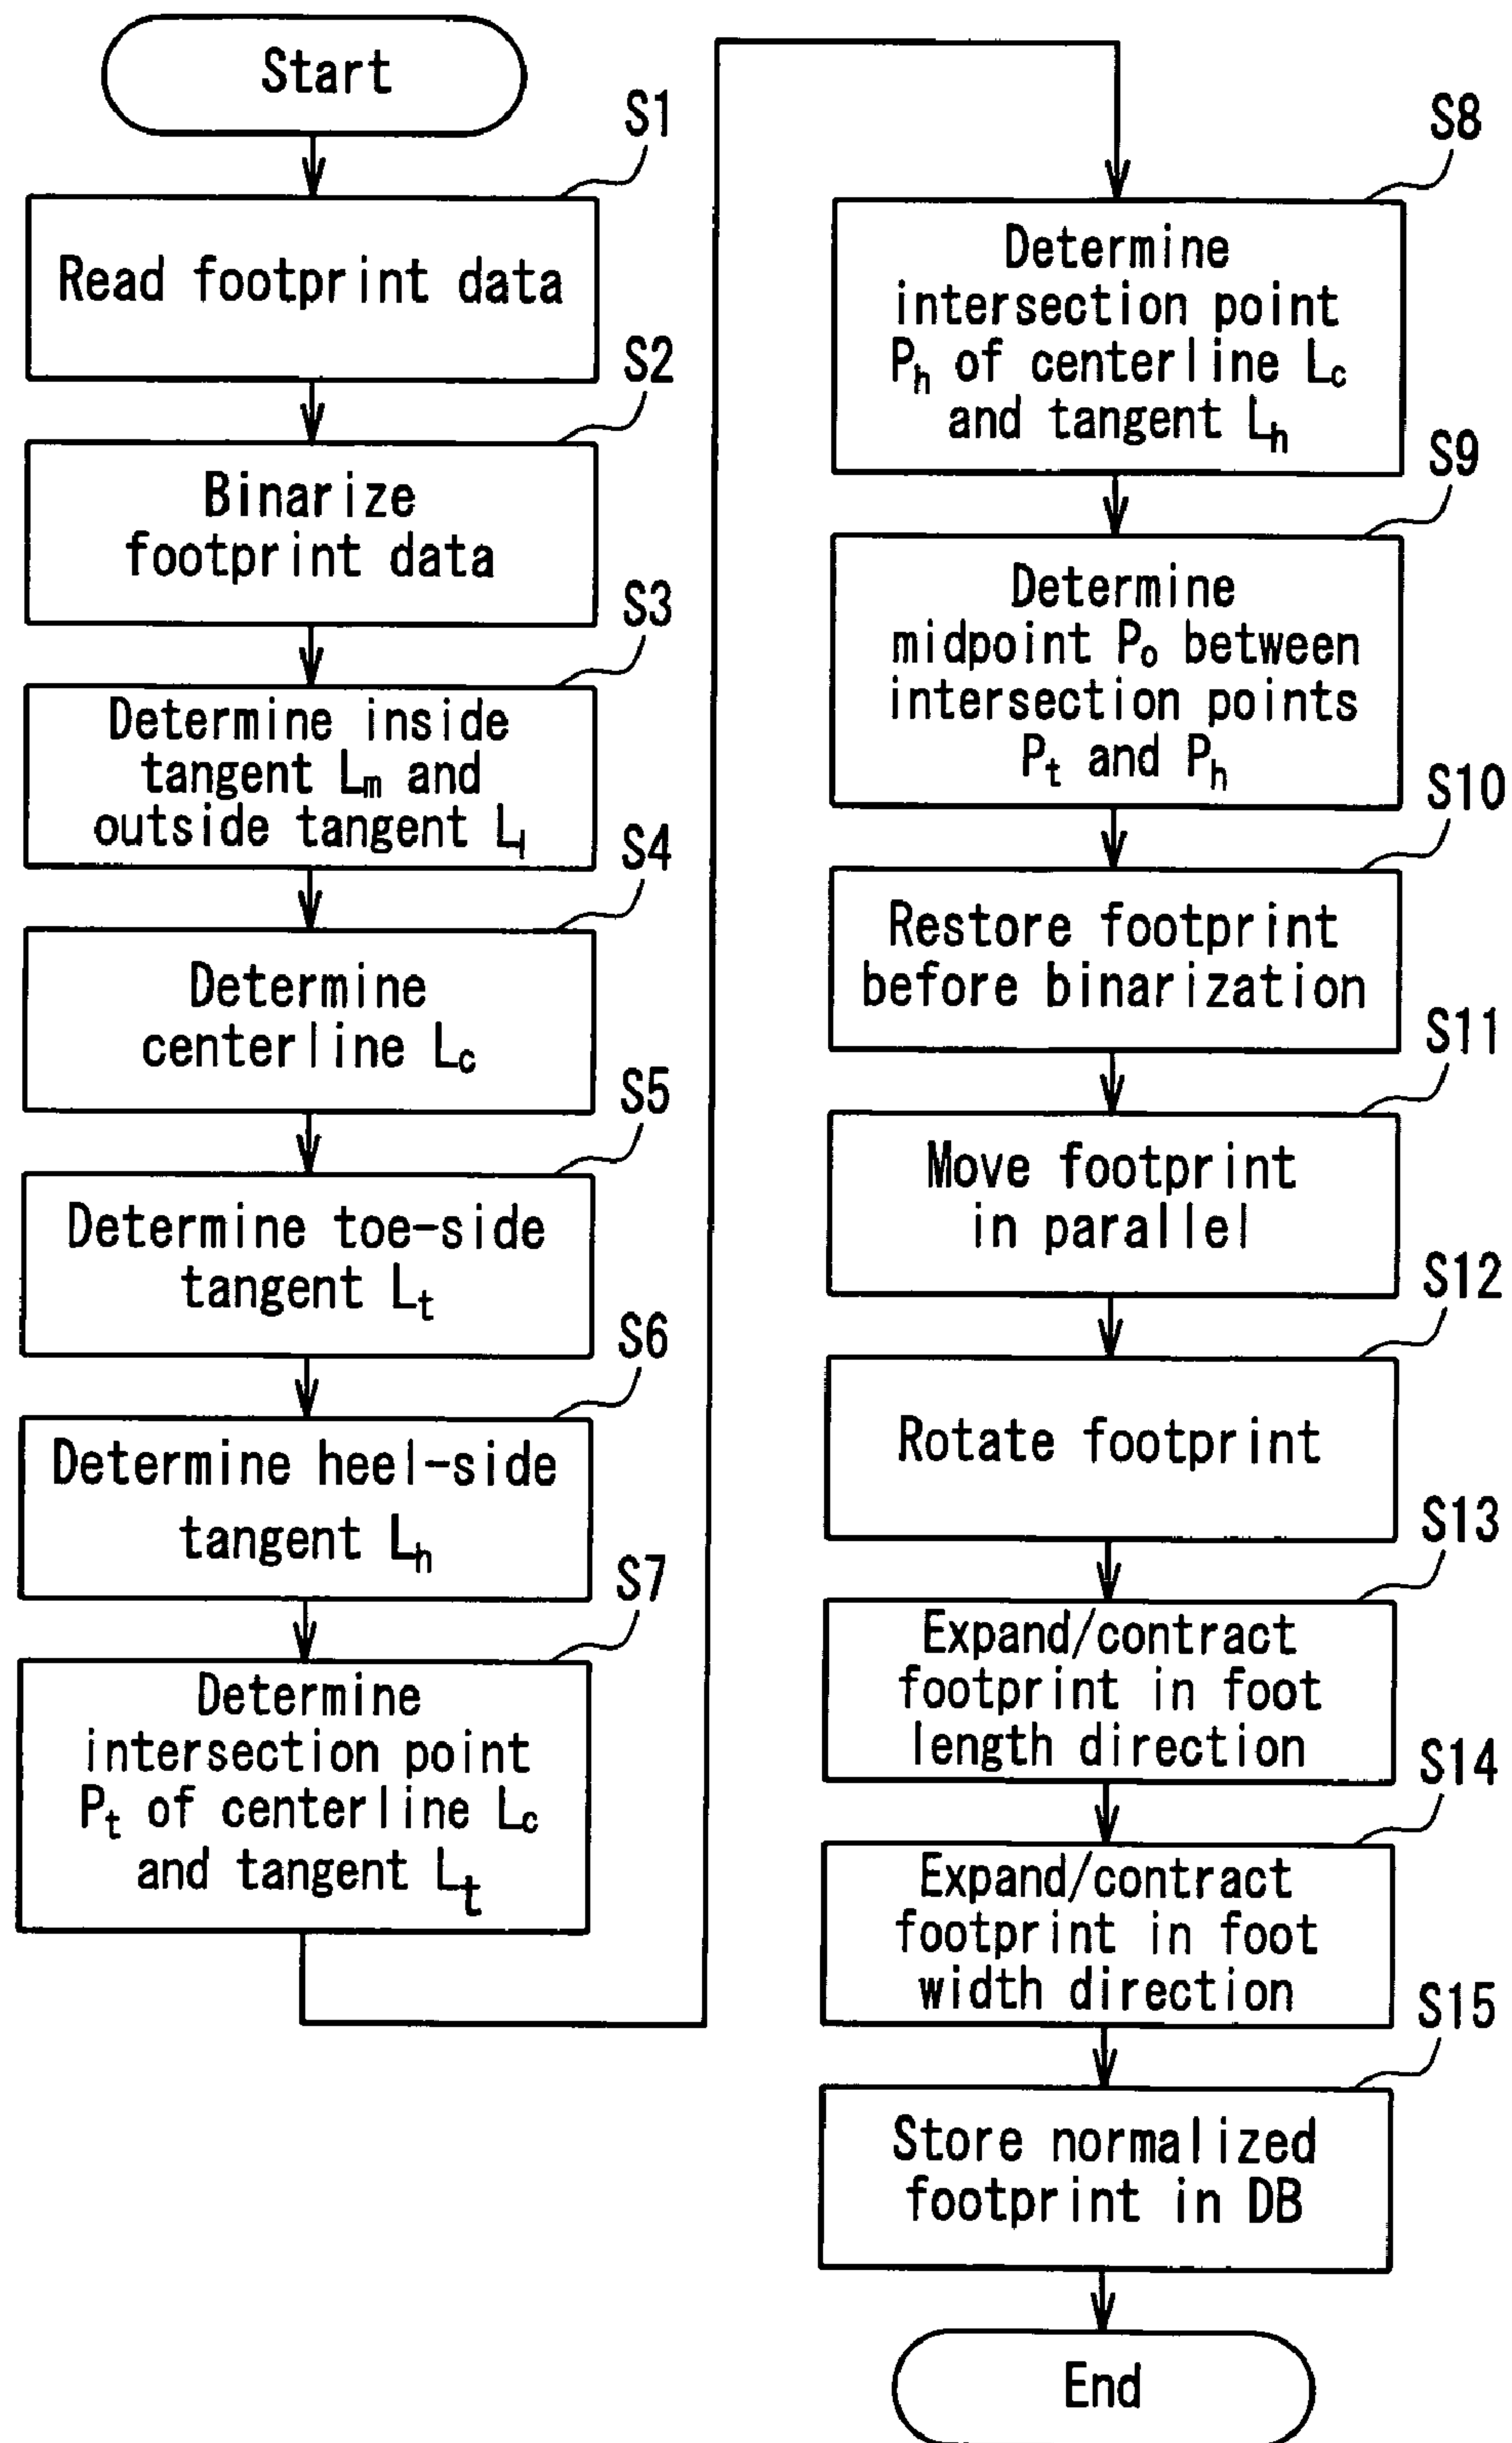 Start
S1
Read footprint data
S2
Binarize
footprint data
S3
Determine inside
tangent Lm and
outside tangent Ll
S4
Determine
centerline Lc
S5
Determine toe-side
tangent Lt
S6
Determine heel-side
tangent Lh
S7
Determine
intersection point
Pt of centerline Lc
and tangent Lt
S8
Determine
intersection point
Ph of centerline Lc
and tangent Lh
S9
Determine
midpoint Po between
intersection points
Pt and Ph
S10
Restore footprint
before binarization
S11
Move footprint
in parallel
S12
Rotate footprint
S13
Expand/contract
footprint in foot
length direction
S14
Expand/contract
footprint in foot
width direction
S15
Store normalized
footprint in DB
End